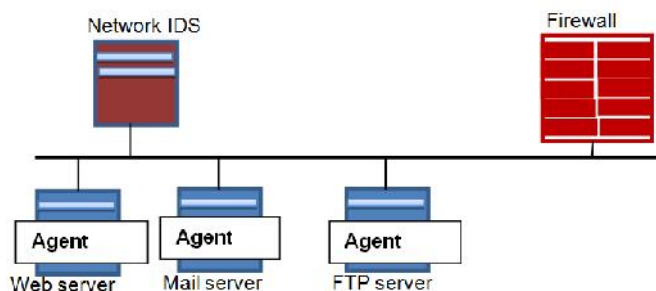 Network IDS
Firewall
Agent
Agent
Agent
Web server
Mail server
FTP server